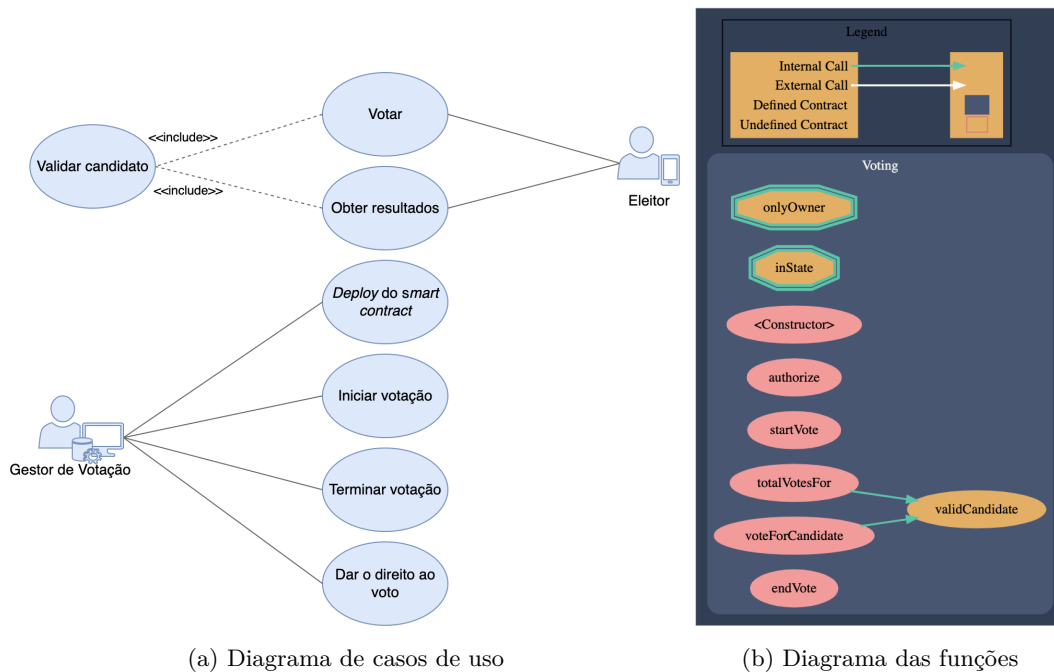 Votar
<<include>>
Validar candidato
<<include>>
Obter resultados
Eleitor
Deploy do smart
contract
Iniciar votação
Gestor de Votação
Terminar votação
Dar o direito ao
voto
(a) Diagrama de casos de uso
Legend
Internal Call
External Call
Defined Contract
Undefined Contract
Voting
onlyOwner
inState
<Constructor>
authorize
startVote
totalVotesFor
validCandidate
voteForCandidate
endVote
(b) Diagrama das funções